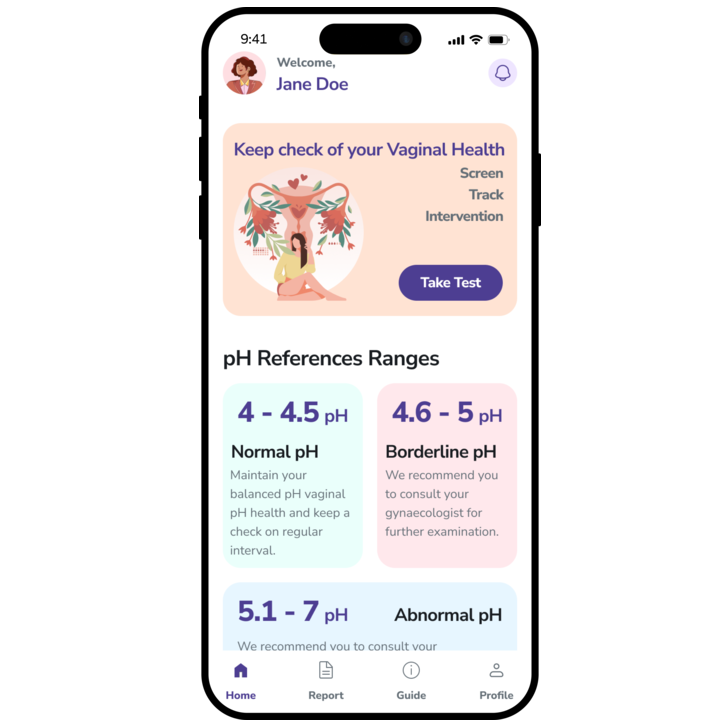 9:41
Welcome,
Jane Doe
Keep check of your Vaginal Health
Screen
Track
Intervention
Take Test
pH References Ranges
4 - 4.5 pH
Normal pH
Maintain your
balanced pH vaginal
pH health and keep a
check on regular
interval.
4.6 - 5 pH
Borderline pH
We recommend you
to consult your
gynaecologist for
further examination.
5.1 - 7 pH
Abnormal pH
We recommend you to consult your
Home
Report
Guide
Profile